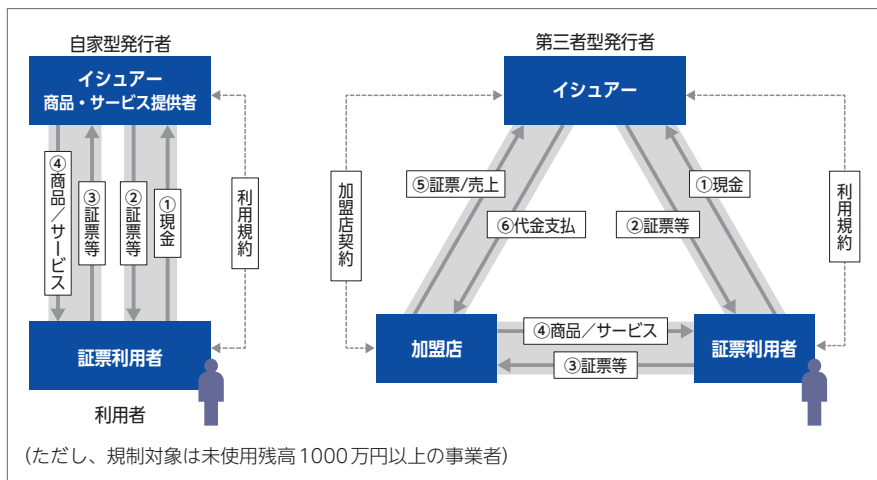 自家型発行者
イシュアー
商品・サービス提供者
④商品／サービス
③証票等
②証票等
①現金
利用規約
証票利用者
利用者
第三者型発行者
イシュアー
加盟店契約
⑤証票/売上
⑥代金支払
①現金
②証票等
利用規約
加盟店
④商品／サービス
③証票等
証票利用者
（ただし、規制対象は未使用残高1000万円以上の事業者）